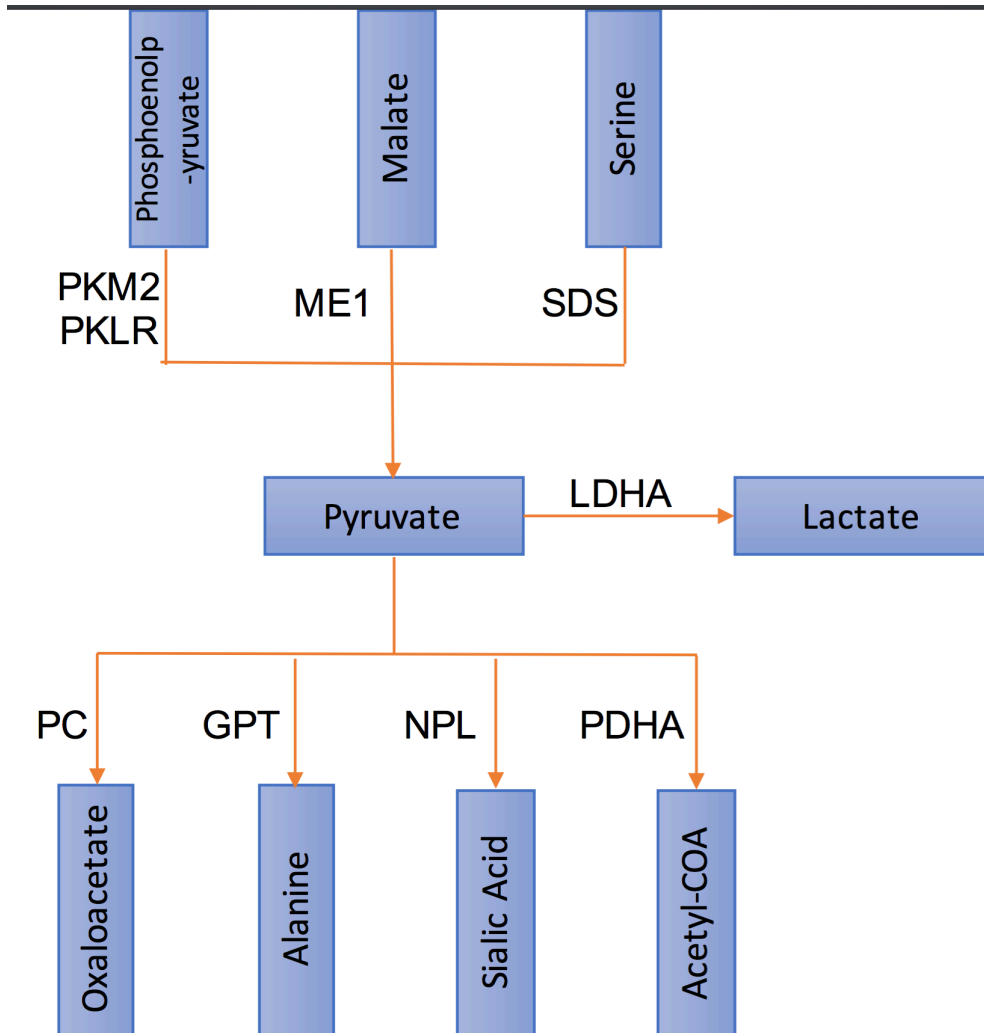 Phosphoenolp
-yruvate
Malate
Serine
PKM2
PKLR
ME1
SDS
Pyruvate
LDHA
Lactate
PC
GPT
NPL
PDHA
Oxaloacetate
Alanine
Sialic Acid
Acetyl-COA